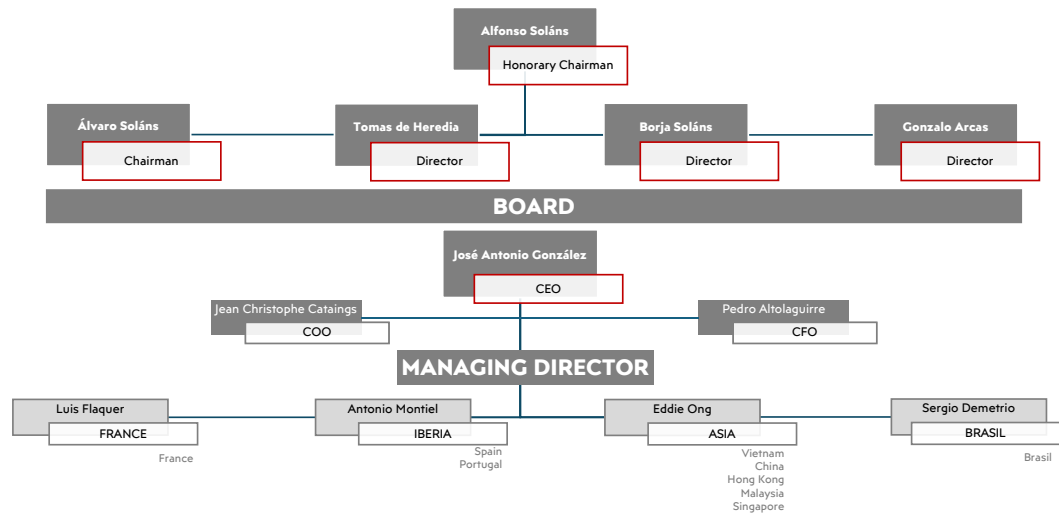 Alfonso Soláns
Honorary Chairman
Álvaro Soláns
Chairman
Tomas de Heredia
Director
Borja Soláns
Director
Gonzalo Arcas
Director
BOARD
José Antonio González
CEO
Jean Christophe Cataings
COO
Pedro Altolaguirre
CFO
MANAGING DIRECTOR
Luis Flaquer
FRANCE
France
Antonio Montiel
IBERIA
Spain
Portugal
Eddie Ong
ASIA
Vietnam
China
Hong Kong
Malaysia
Singapore
Sergio Demetrio
BRASIL
Brasil